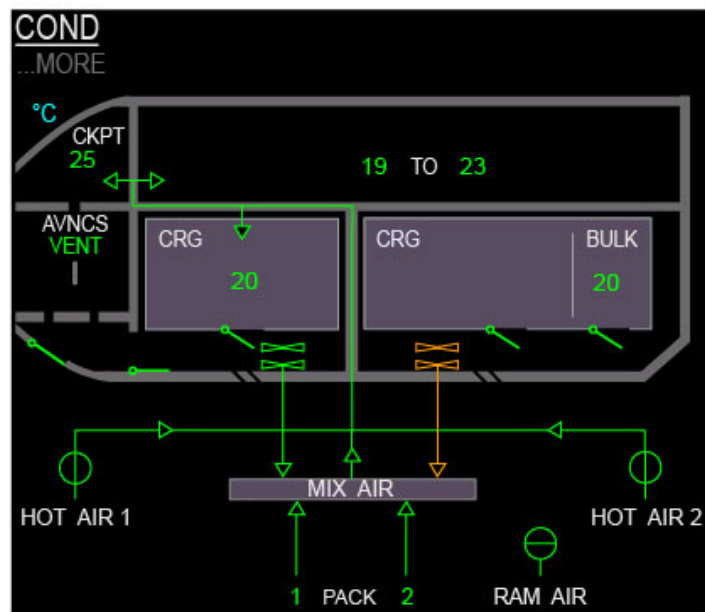 COND
...MORE
°C
CKPT
25
19 TO 23
AVNCS
VENT
CRG
20
CRG
BULK
20
MIX AIR
HOT AIR 1
HOT AIR 2
1 PACK 2
RAM AIR